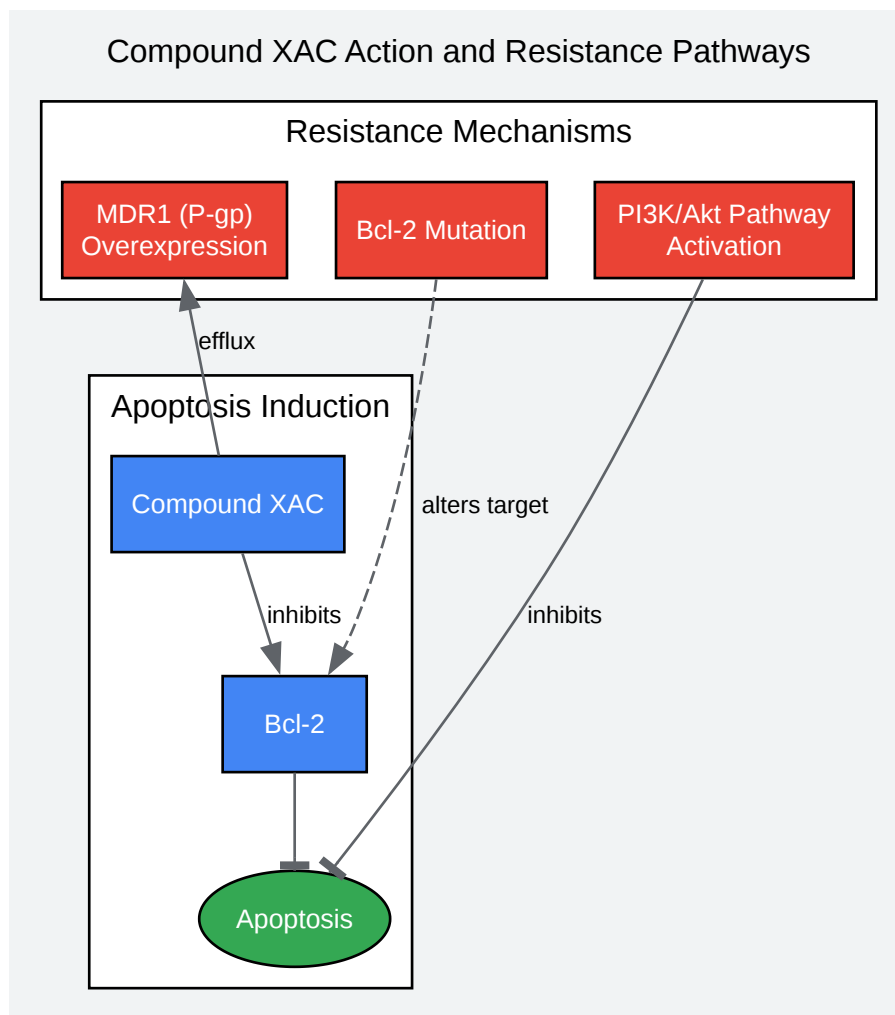 Compound XAC Action and Resistance Pathways
Resistance Mechanisms
MDR1 (P-gp)
Overexpression
Bcl-2 Mutation
PI3K/Akt Pathway
Activation
efflux
Apoptosis Induction
Compound XAC
alters target
inhibits
inhibits
Bcl-2
Apoptosis